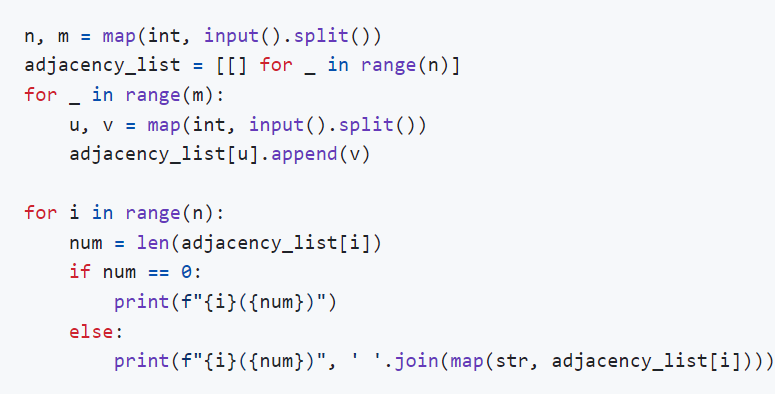 n, m = map(int, input().split())
adjacency_list = [[] for _ in range(n)]
for _ in range(m):
    u, v = map(int, input().split())
    adjacency_list[u].append(v)

for i in range(n):
    num = len(adjacency_list[i])
    if num == 0:
        print(f"{i}({num})")
    else:
        print(f"{i}({num})", ' '.join(map(str, adjacency_list[i])))